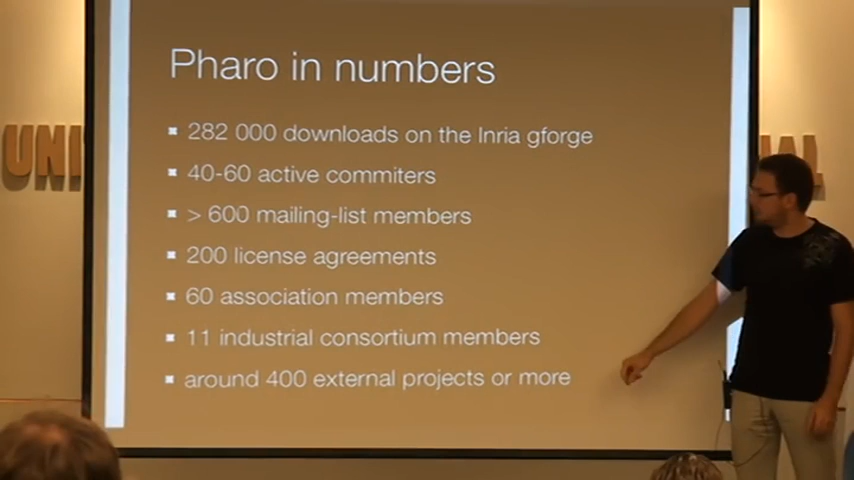 Pharo in numbers
282 000 downloads on the Inria gforge
40-60 active commiters
> 600 mailing-list members
200 license agreements
60 association members
11 industrial consortium members
around 400 external projects or more